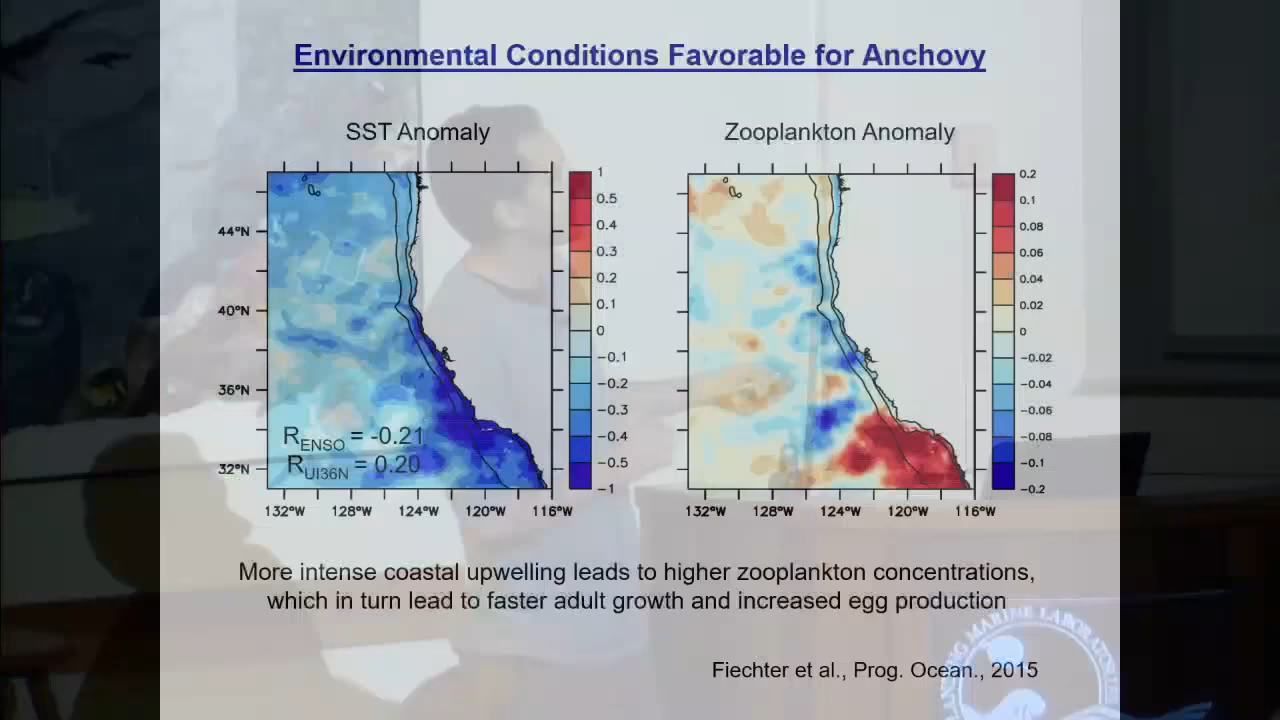 Environmental Conditions Favorable for Anchovy
SST Anomaly
Zooplankton Anomaly
44°N
40°N
36°N
32°N
132°W 128°W 124°W 120°W 116°W
1
0.5
0.4
0.3
0.2
0.1
0
−0.1
−0.2
−0.3
−0.4
−0.5
−1
RENSO = -0.21
RUI36N = 0.20
132°W 128°W 124°W 120°W 116°W
0.2
0.1
0.08
0.06
0.04
0.02
0
−0.02
−0.04
−0.06
−0.08
−0.1
−0.2
More intense coastal upwelling leads to higher zooplankton concentrations,
which in turn lead to faster adult growth and increased egg production
Fiechter et al., Prog. Ocean., 2015
MARINE